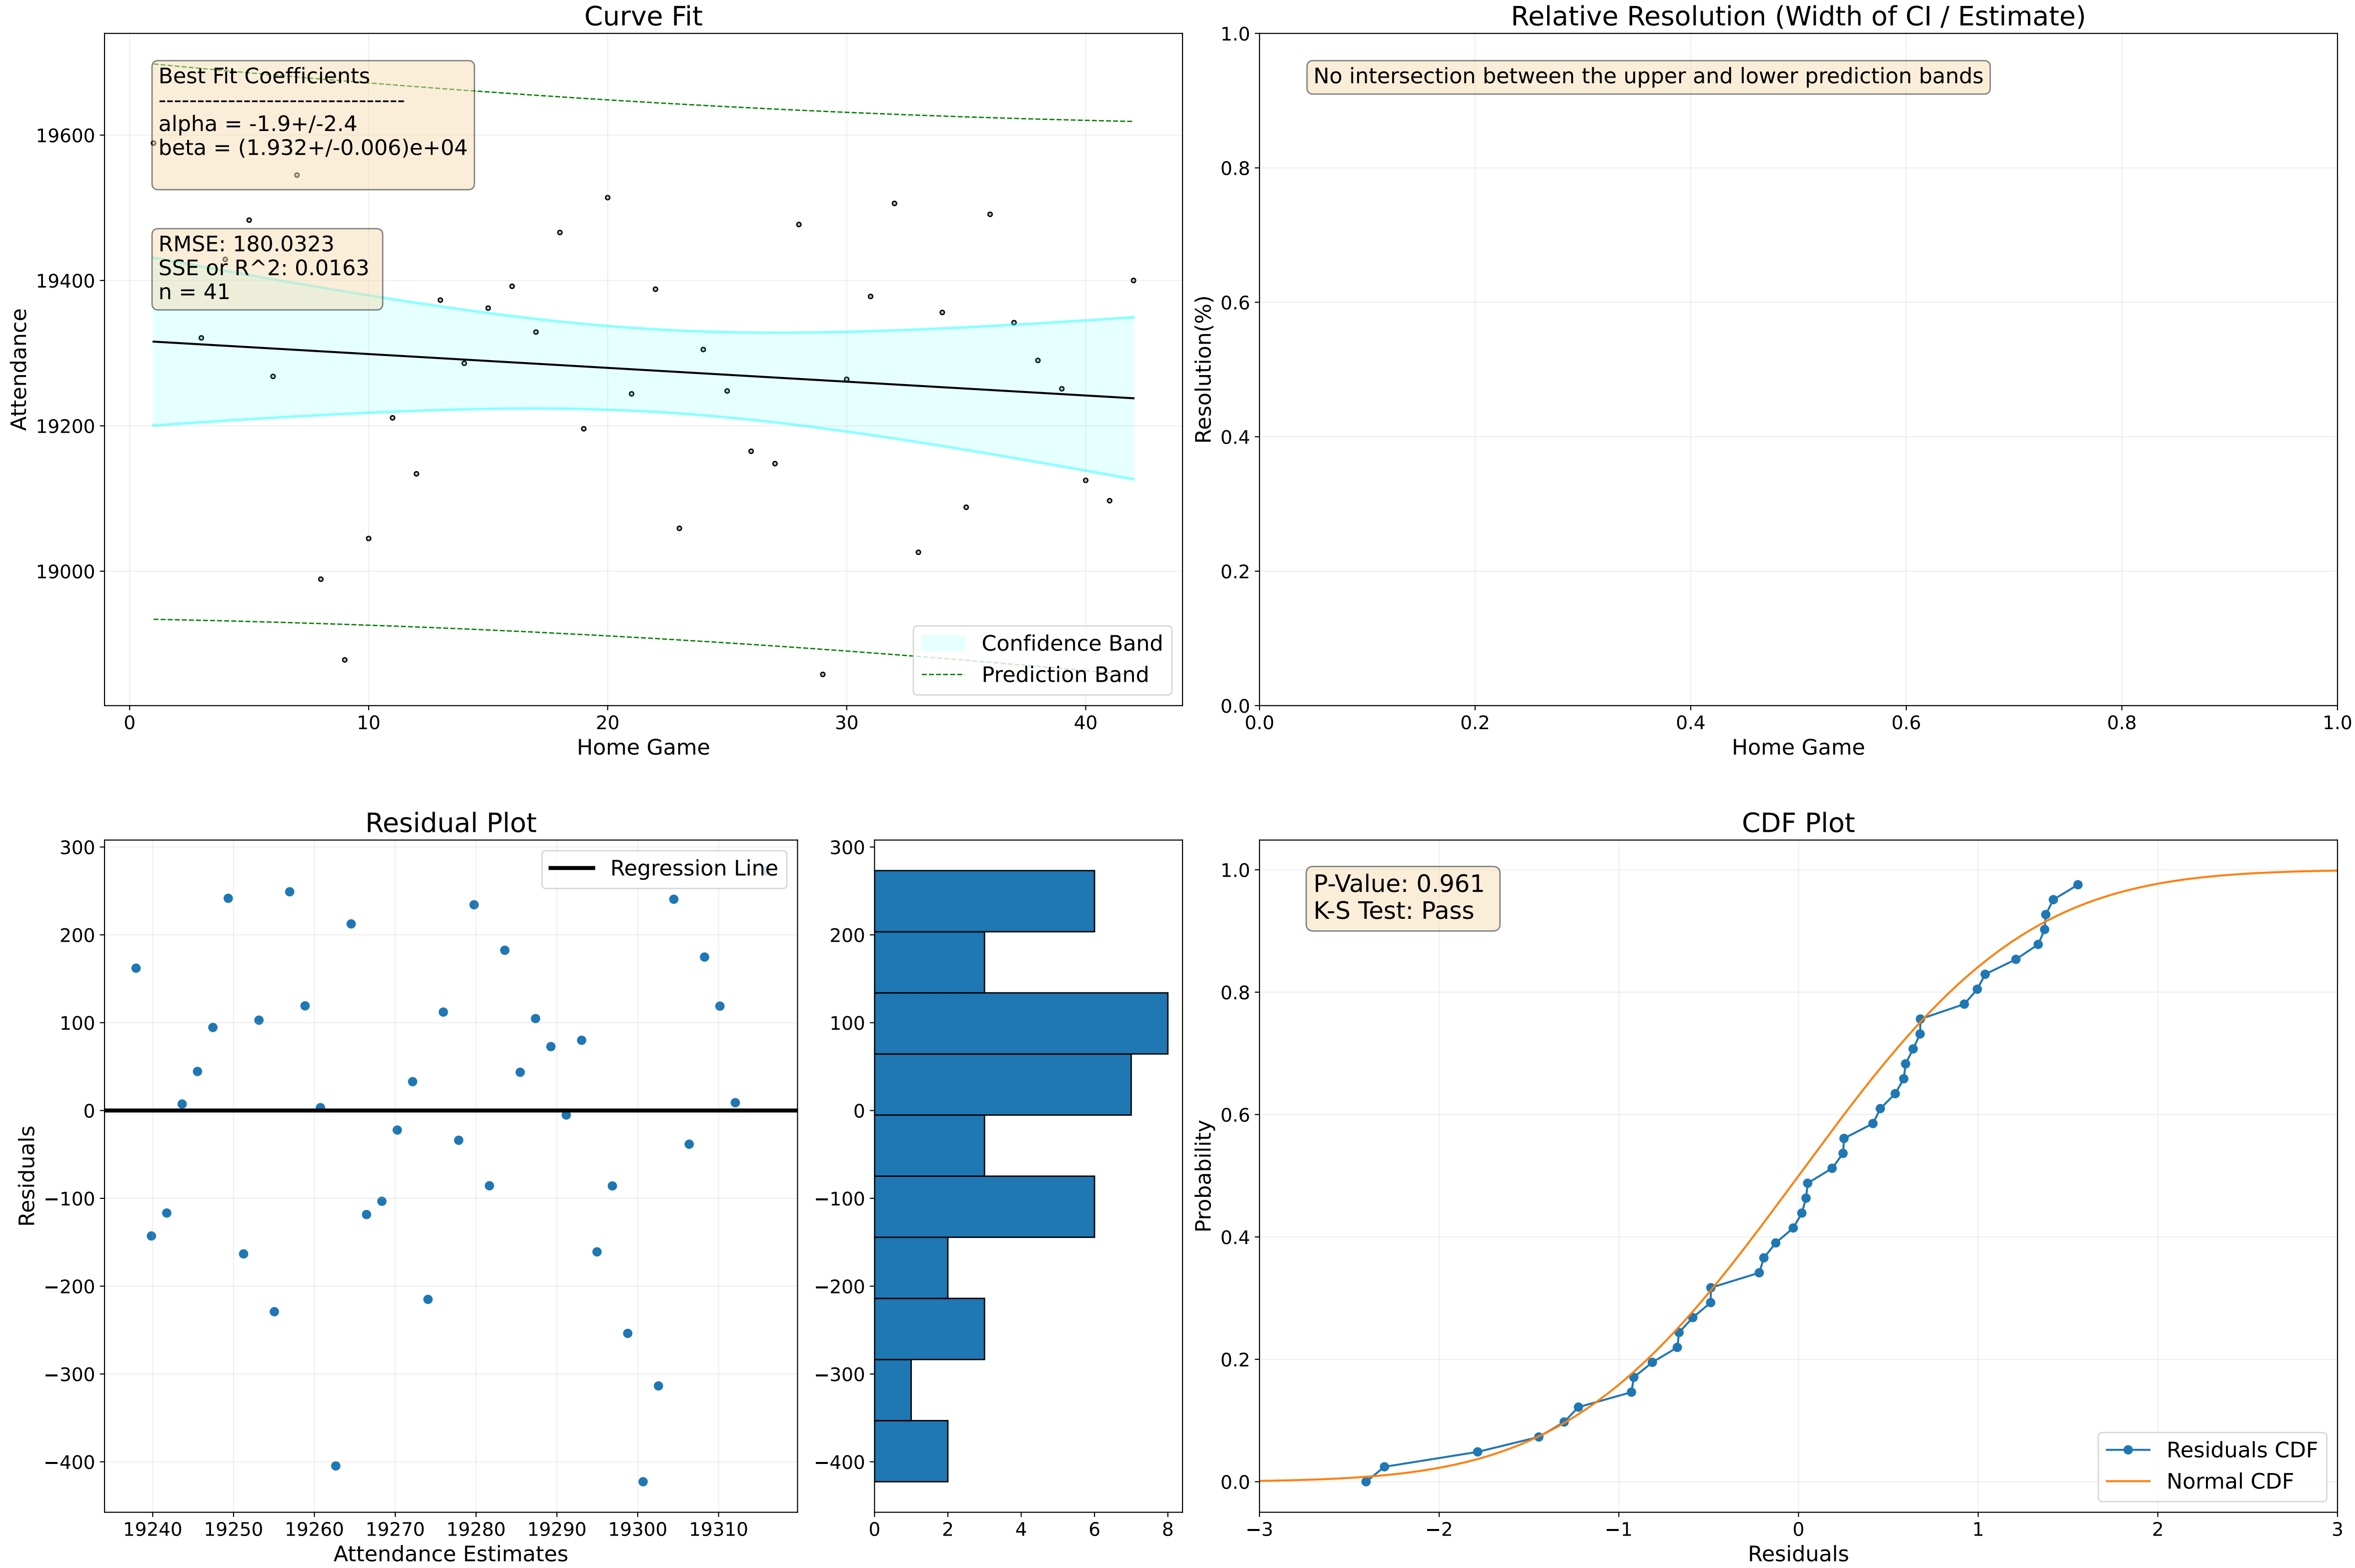 Curve Fit
Best Fit Coefficients
------------------------------
alpha = -1.9+/-2.4
beta = (1.932+/-0.006)e+04
RMSE: 180.0323
SSE or R^2: 0.0163
n = 41
Attendance
19600
19400
19200
19000
0 10 20 30 40
Home Game
Confidence Band
Prediction Band
Relative Resolution (Width of CI / Estimate)
No intersection between the upper and lower prediction bands
Resolution(%)
1.0
0.8
0.6
0.4
0.2
0.0
0.0 0.2 0.4 0.6 0.8 1.0
Home Game
Residual Plot
Regression Line
Residuals
300
200
100
0
−100
−200
−300
−400
19240 19250 19260 19270 19280 19290 19300 19310
Attendance Estimates
300
200
100
0
−100
−200
−300
−400
0 2 4 6 8
CDF Plot
P-Value: 0.961
K-S Test: Pass
Probability
1.0
0.8
0.6
0.4
0.2
0.0
−3 −2 −1 0 1 2 3
Residuals
Residuals CDF
Normal CDF